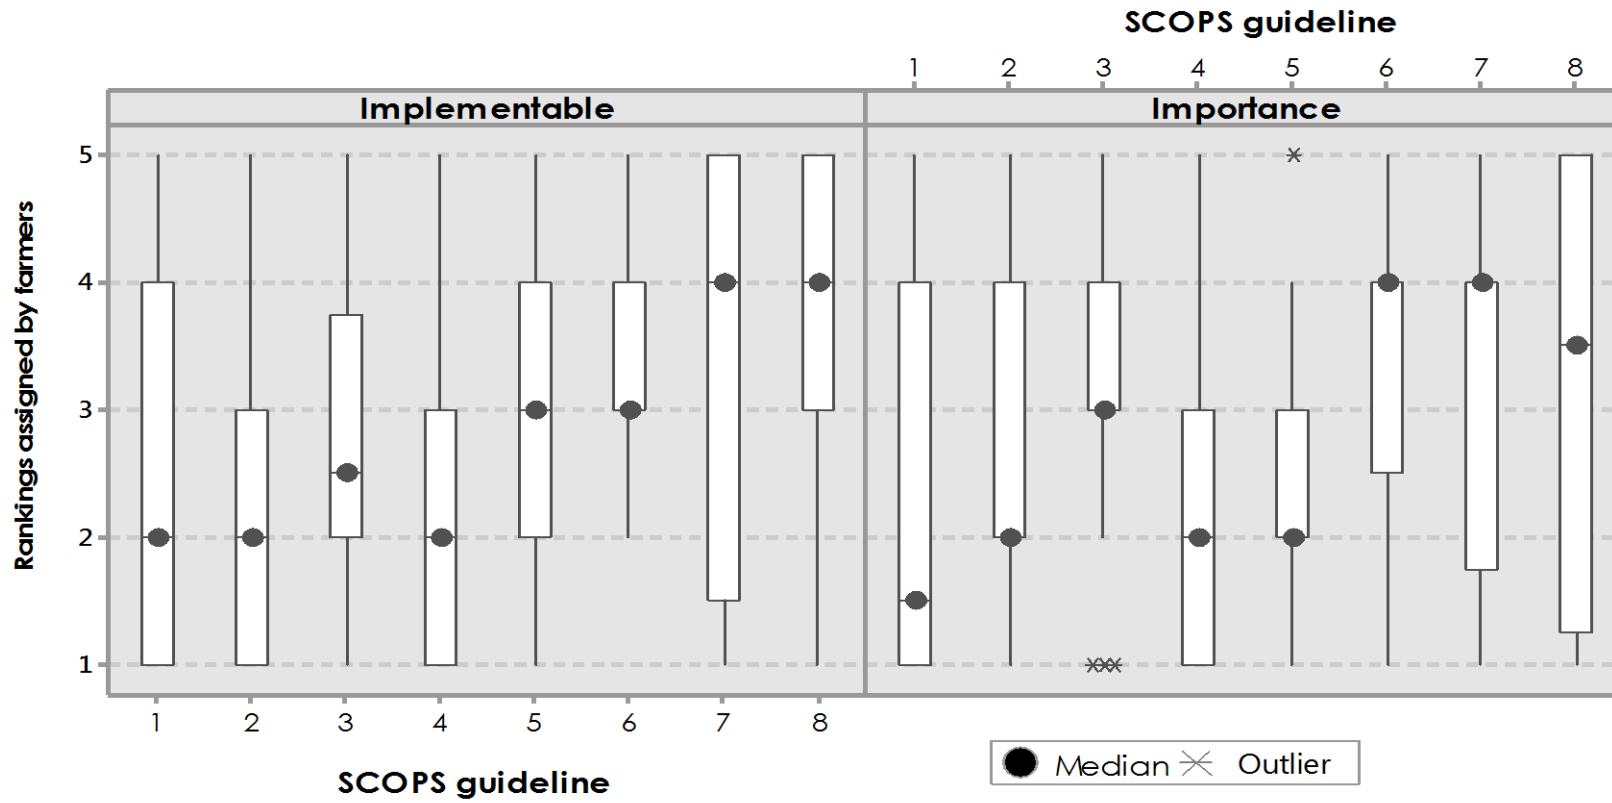 SCOPS guideline
1 2 3 4 5 6 7 8
Implementable Importance
Rankings assigned by farmers
5
4
3
2
1
1 2 3 4 5 6 7 8
SCOPS guideline
Median Outlier